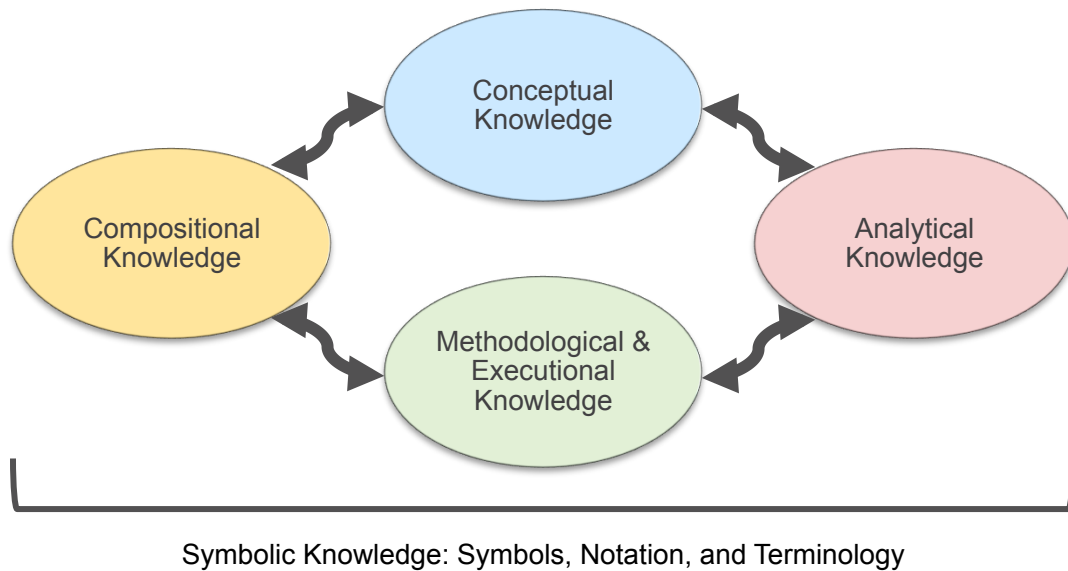 Conceptual
Knowledge
Compositional
Knowledge
Analytical
Knowledge
Methodological &
Executional
Knowledge
Symbolic Knowledge: Symbols, Notation, and Terminology